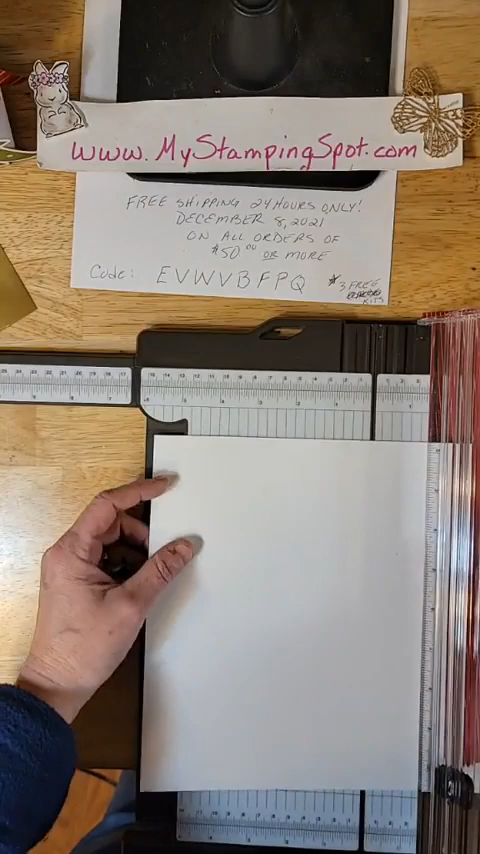 www.MyStampingSpot.com
FREE SHIPPING 24 HOURS ONLY!
DECEMBER 8, 2021
ON ALL ORDERS OF
$50.00 OR MORE
Code: EVWVBFPQ
* 3 FREE
KITS